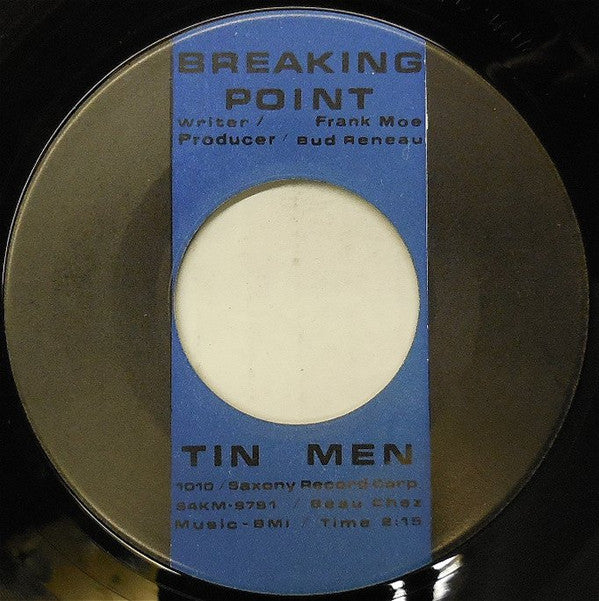 BREAKING
POINT
Writer / Frank Moe
Producer / Bud Reneau
TIN MEN
1010 / Saxony Record Corp.
S4KM-9751 / Beau Chez
Music-BMI / Time 2:15